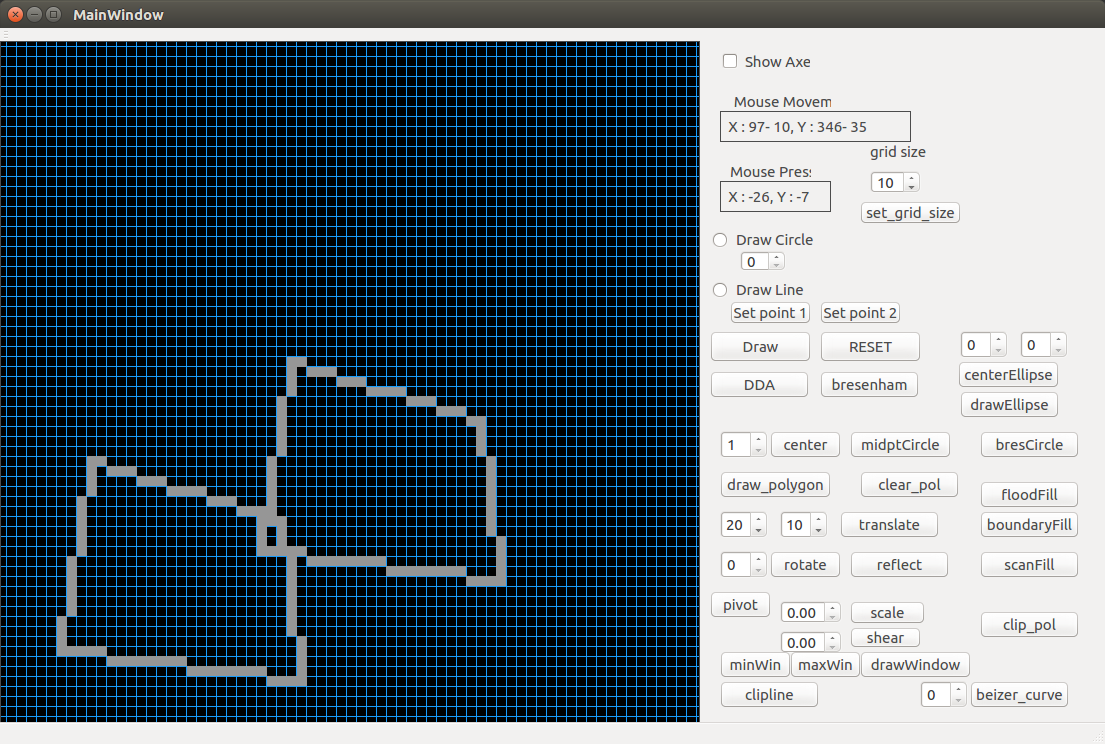 MainWindow
Show Axe
Mouse Movem
X : 97- 10, Y : 346- 35
grid size
Mouse Press
10
X : -26, Y : -7
set_grid_size
Draw Circle
0
Draw Line
Set point 1 Set point 2
Draw RESET 0 0
centerEllipse
DDA bresenham
drawEllipse
1 center midptCircle bresCircle
draw_polygon clear_pol
floodFill
20 10 translate boundaryFill
0 rotate reflect scanFill
pivot
0.00 scale
clip_pol
0.00 shear
minWin maxWin drawWindow
clipline 0 beizer_curve